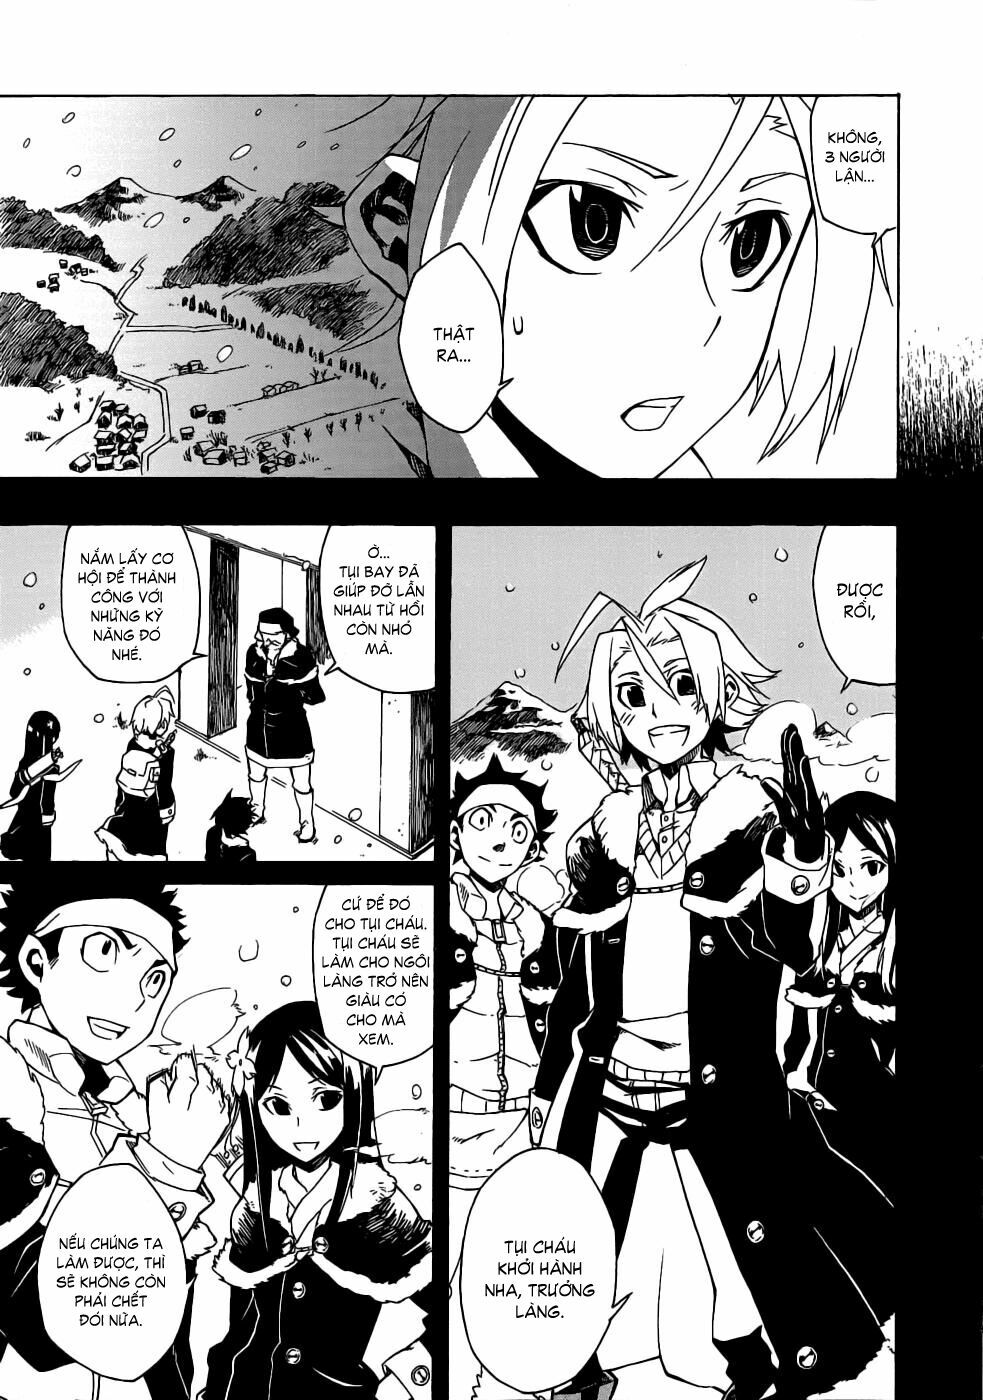 KHÔNG,
3 NGƯỜI
LẬN...
THẬT
RA...
ĐƯỢC
RỒI,
TỤI CHÁU
KHỞI HÀNH
NHA, TRƯỞNG
LÀNG.
Ờ...
TỤI BAY ĐÃ
GIÚP ĐỠ LẪN
NHAU TỪ HỒI
CÒN NHỎ
MÀ.
NẮM LẤY CƠ
HỘI ĐỂ THÀNH
CÔNG VỚI
NHỮNG KỸ
NĂNG ĐÓ
NHÉ.
CỨ ĐỂ ĐÓ
CHO TỤI CHÁU.
TỤI CHÁU SẼ
LÀM CHO NGÔI
LÀNG TRỞ NÊN
GIÀU CÓ
CHO MÀ
XEM.
NẾU CHÚNG TA
LÀM ĐƯỢC, THÌ
SẼ KHÔNG CÒN
PHẢI CHẾT
ĐÓI NỮA.